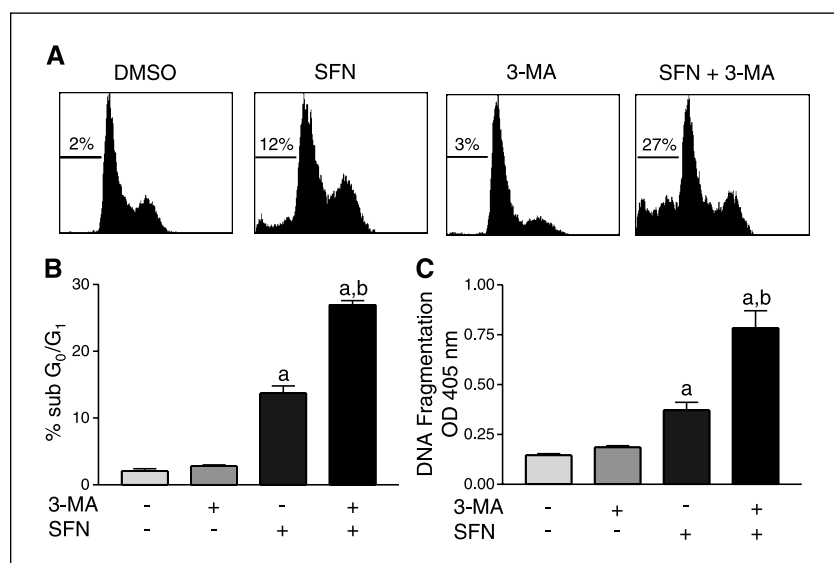 A
DMSO SFN 3-MA SFN + 3-MA
2% 12% 3% 27%
B
% sub G₀/G₁
30
20
10
0
a
a,b
3-MA - + - +
SFN - - + +
C
DNA Fragmentation
OD 405 nm
1.00
0.75
0.50
0.25
0.00
a
a,b
3-MA - + - +
SFN - - + +